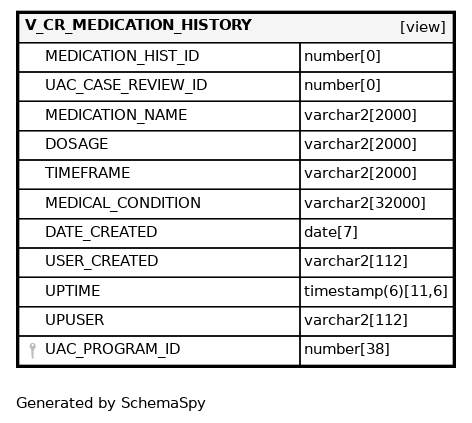 V_CR_MEDICATION_HISTORY [view]
MEDICATION_HIST_ID number[0]
UAC_CASE_REVIEW_ID number[0]
MEDICATION_NAME varchar2[2000]
DOSAGE varchar2[2000]
TIMEFRAME varchar2[2000]
MEDICAL_CONDITION varchar2[32000]
DATE_CREATED date[7]
USER_CREATED varchar2[112]
UPTIME timestamp(6)[11,6]
UPUSER varchar2[112]
UAC_PROGRAM_ID number[38]
Generated by SchemaSpy